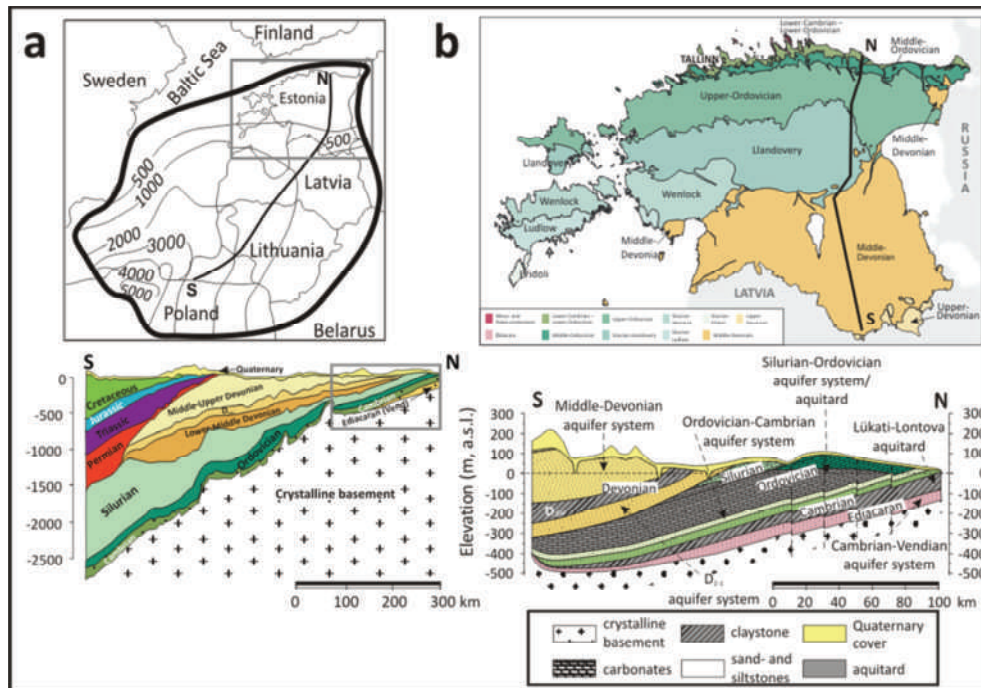 a
Finland
Sweden
Baltic Sea
N
Estonia
500
500
1000
Latvia
2000
3000
Lithuania
4000
5000
S
Poland
Belarus
b
Lower-Cambrian –
Lower-Ordovician
Middle-
Ordovician
TALLINN
N
Upper-Ordovician
RUSSIA
Middle-
Devonian
Llandovery
Llandovery
Wenlock
Wenlock
Ludlow
Middle-
Devonian
Middle-
Devonian
Pridoli
LATVIA
S
Upper-
Devonian
S
N
Quaternary
0
-500
-1000
-1500
-2000
-2500
Cretaceous
Jurassic
Triassic
Permian
Middle-Upper Devonian
Lower-Middle Devonian
Ediacaran (Vend)
Ordovician
Silurian
Crystalline basement
0
100
200
300 km
Silurian-Ordovician
aquifer system/
aquitard
S
Middle-Devonian
aquifer system
Ordovician-Cambrian
aquifer system
N
Lükati-Lontova
aquitard
Elevation (m, a.s.l.)
300
200
100
0
-100
-200
-300
-400
-500
300
200
100
0
-100
-200
-300
-400
-500
Silurian
Ordovician
Devonian
Cambrian
Ediacaran
Cambrian-Vendian
aquifer system
aquifer system
0 20 40 60 80 100 km
crystalline
basement
claystone
Quaternary
cover
carbonates
sand- and
siltstones
aquitard